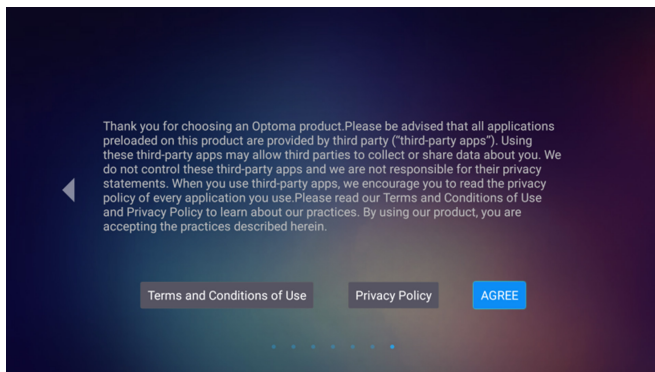 Thank you for choosing an Optoma product.Please be advised that all applications
preloaded on this product are provided by third party (“third-party apps”). Using
these third-party apps may allow third parties to collect or share data about you. We
do not control these third-party apps and we are not responsible for their privacy
statements. When you use third-party apps, we encourage you to read the privacy
policy of every application you use.Please read our Terms and Conditions of Use
and Privacy Policy to learn about our practices. By using our product, you are
accepting the practices described herein.
Terms and Conditions of Use
Privacy Policy
AGREE